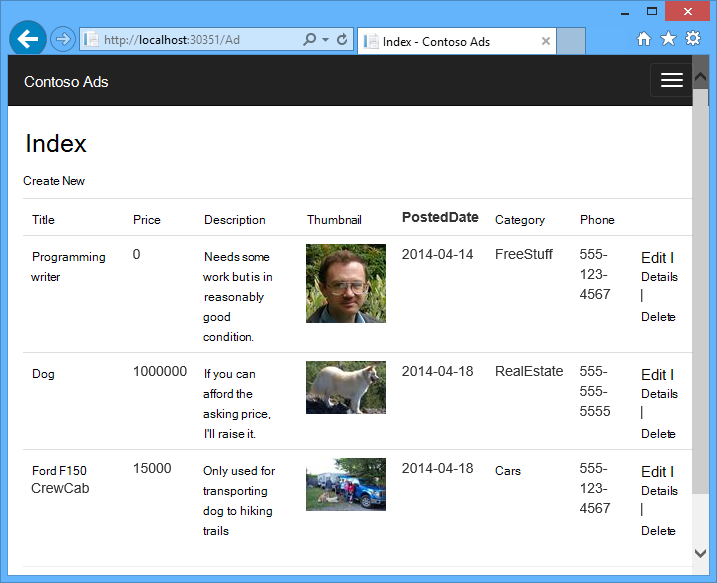 http://localhost:30351/Ad
Index - Contoso Ads
Contoso Ads
Index
Create New
Title Price Description Thumbnail PostedDate Category Phone
Programming 0 Needs some 2014-04-14 FreeStuff 555- Edit |
writer work but is in 123- Details
reasonably 4567 |
good Delete
condition.
Dog 1000000 If you can 2014-04-18 RealEstate 555- Edit |
afford the 555- Details
asking price, 5555 |
I'll raise it. Delete
Ford F150 15000 Only used for 2014-04-18 Cars 555- Edit |
CrewCab transporting 123- Details
dog to hiking 4567 |
trails Delete